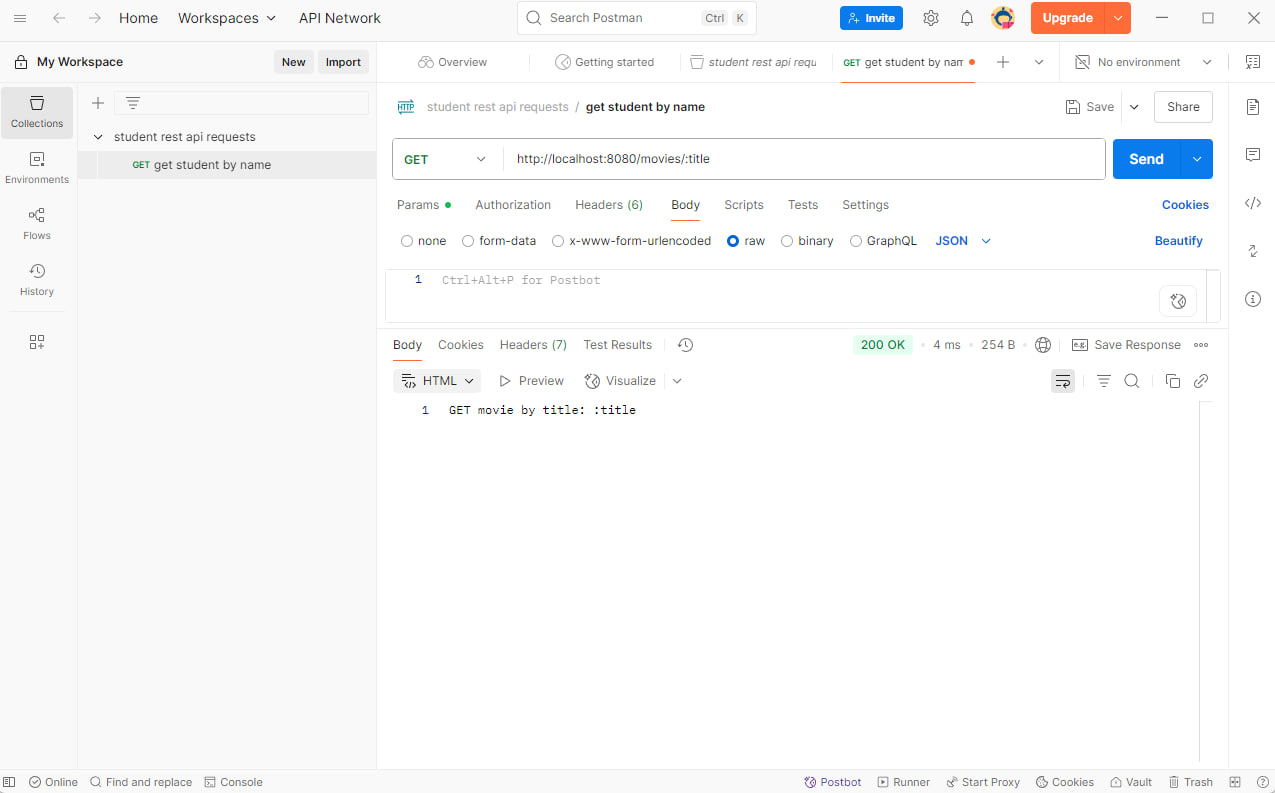 Home Workspaces API Network Search Postman Ctrl K Invite Upgrade
My Workspace New Import Overview Getting started student rest api requ GET get student by nam No environment
Collections
Environments
Flows
History
student rest api requests
GET get student by name
HTTP student rest api requests / get student by name Save Share
GET http://localhost:8080/movies/:title Send
Params Authorization Headers (6) Body Scripts Tests Settings Cookies
none form-data x-www-form-urlencoded raw binary GraphQL JSON Beautify
1 Ctrl+Alt+P for Postbot
Body Cookies Headers (7) Test Results 200 OK • 4 ms • 254 B • e.g. Save Response
HTML Preview Visualize
1 GET movie by title: :title
Online Find and replace Console Postbot Runner Start Proxy Cookies Vault Trash